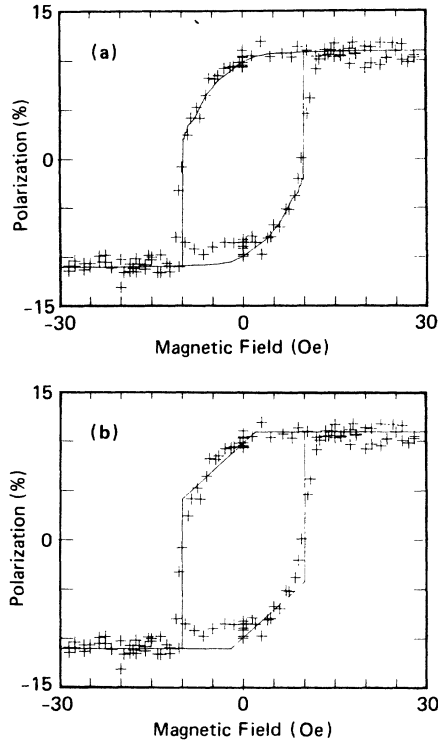 15
(a)
Polarization (%)
0
-15
-30
0
30
Magnetic Field (Oe)
15
(b)
Polarization (%)
0
-15
-30
0
30
Magnetic Field (Oe)